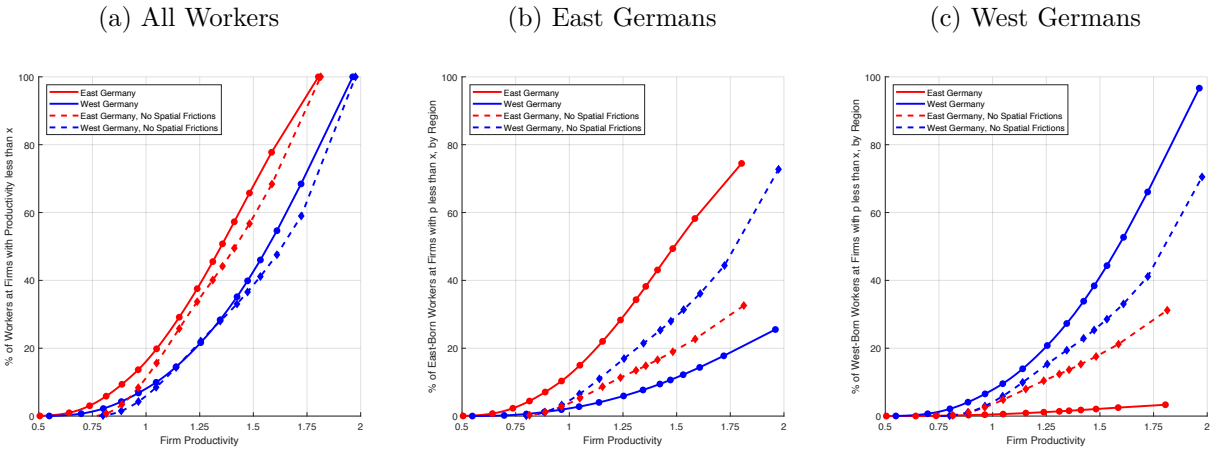 (a) All Workers
(b) East Germans
(c) West Germans
% of Workers at Firms with Productivity less than x
100
80
60
40
20
0
East Germany
West Germany
East Germany, No Spatial Frictions
West Germany, No Spatial Frictions
0.5 0.75 1 1.25 1.5 1.75 2
Firm Productivity
% of East-Born Workers at Firms with p less than x, by Region
100
80
60
40
20
0
East Germany
West Germany
East Germany, No Spatial Frictions
West Germany, No Spatial Frictions
0.5 0.75 1 1.25 1.5 1.75 2
Firm Productivity
% of West-Born Workers at Firms with p less than x, by Region
100
80
60
40
20
0
East Germany
West Germany
East Germany, No Spatial Frictions
West Germany, No Spatial Frictions
0.5 0.75 1 1.25 1.5 1.75 2
Firm Productivity